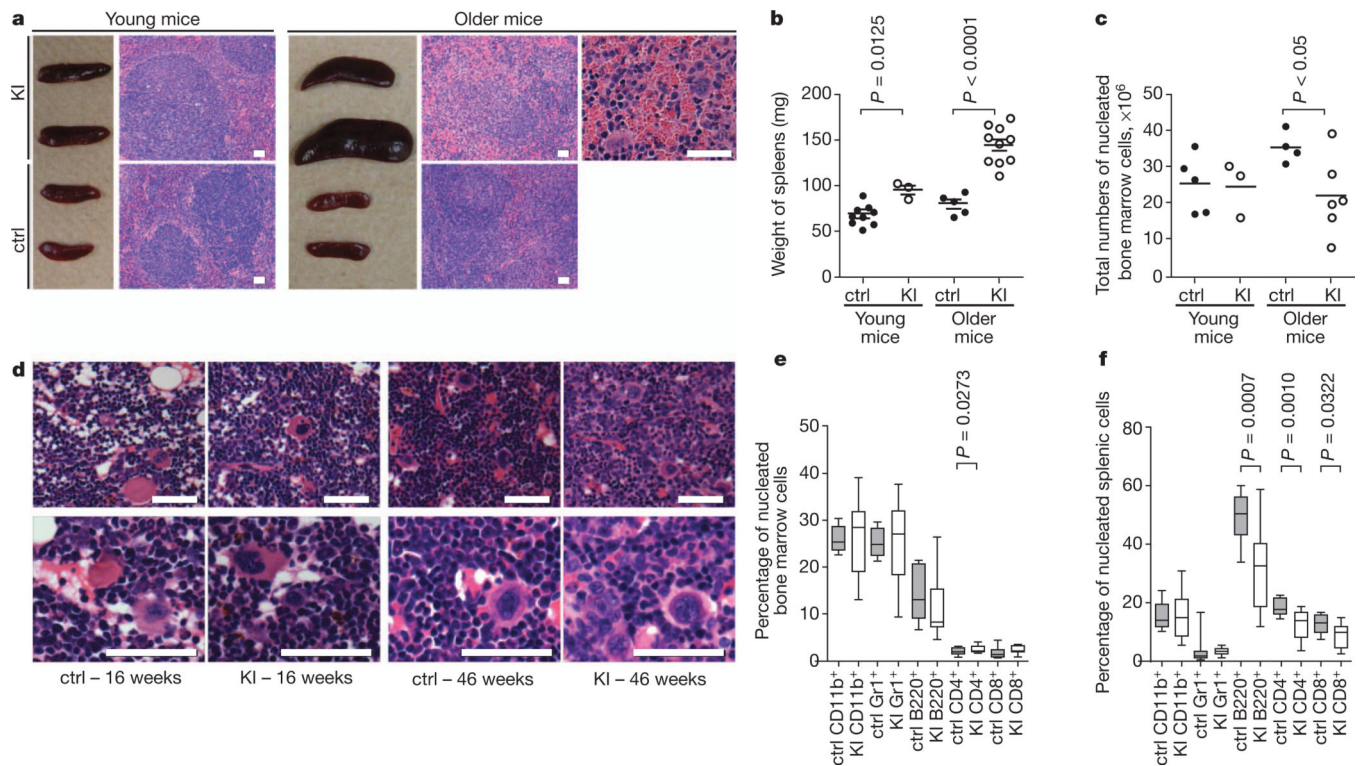 a
Young mice
Older mice
KI
ctrl
b
P = 0.0125
P < 0.0001
Weight of spleens (mg)
200
150
100
50
0
ctrl
KI
ctrl
KI
Young
mice
Older
mice
c
P < 0.05
Total numbers of nucleated
bone marrow cells, ×10⁶
50
40
30
20
10
0
ctrl
KI
ctrl
KI
Young
mice
Older
mice
d
ctrl – 16 weeks
KI – 16 weeks
ctrl – 46 weeks
KI – 46 weeks
e
P = 0.0273
Percentage of nucleated
bone marrow cells
50
40
30
20
10
0
ctrl CD11b⁺
KI CD11b⁺
ctrl Gr1⁺
KI Gr1⁺
ctrl B220⁺
KI B220⁺
ctrl CD4⁺
KI CD4⁺
ctrl CD8⁺
KI CD8⁺
f
P = 0.0007
P = 0.0010
P = 0.0322
Percentage of nucleated splenic cells
80
60
40
20
0
ctrl CD11b⁺
KI CD11b⁺
ctrl Gr1⁺
KI Gr1⁺
ctrl B220⁺
KI B220⁺
ctrl CD4⁺
KI CD4⁺
ctrl CD8⁺
KI CD8⁺